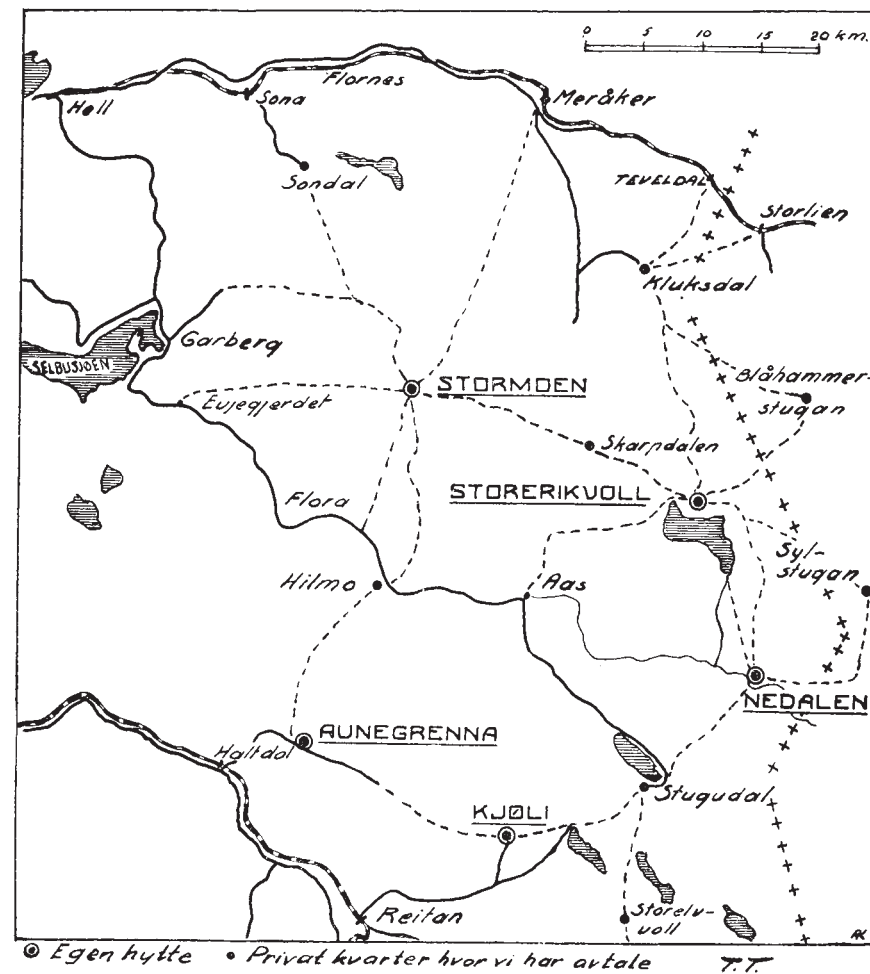 0 5 10 15 20 km.
Flornes
Meråker
Hell
Sona
Sondal
TEVELDAL
Storlien
Kluksdal
Garberg
SELBUSJØEN
STORMOEN
Blåhammer-
stugan
Evjegjerdet
Skarpdalen
STORERIKVOLL
Flora
Syl-
stugan
Hilmo
Aas
NEDALEN
AUNEGRENNA
Haltdal
Stugudal
KJØLI
Reitan
Storelv-
voll
AK
Egen hytte • Privat kvarter hvor vi har avtale T.T.